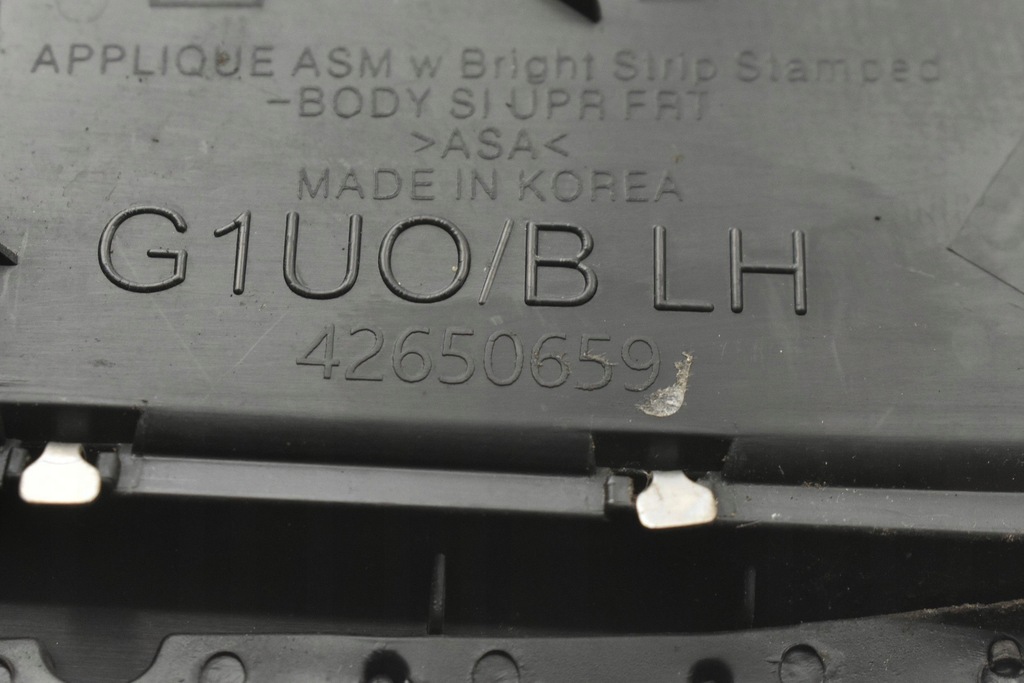 APPLIQUE ASM w Bright Strip Stamped
-BODY SI UPR FRT
>ASA<
MADE IN KOREA
G1UO/B LH
42650659